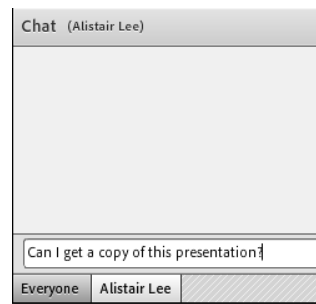 Chat (Alistair Lee)
Can I get a copy of this presentation?
Everyone Alistair Lee